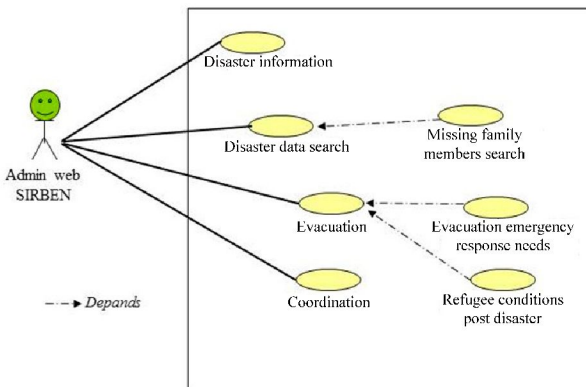 Disaster information
Admin web
SIRBEN
Disaster data search
Missing family
members search
Evacuation
Evacuation emergency
response needs
Coordination
Refugee conditions
post disaster
Depands